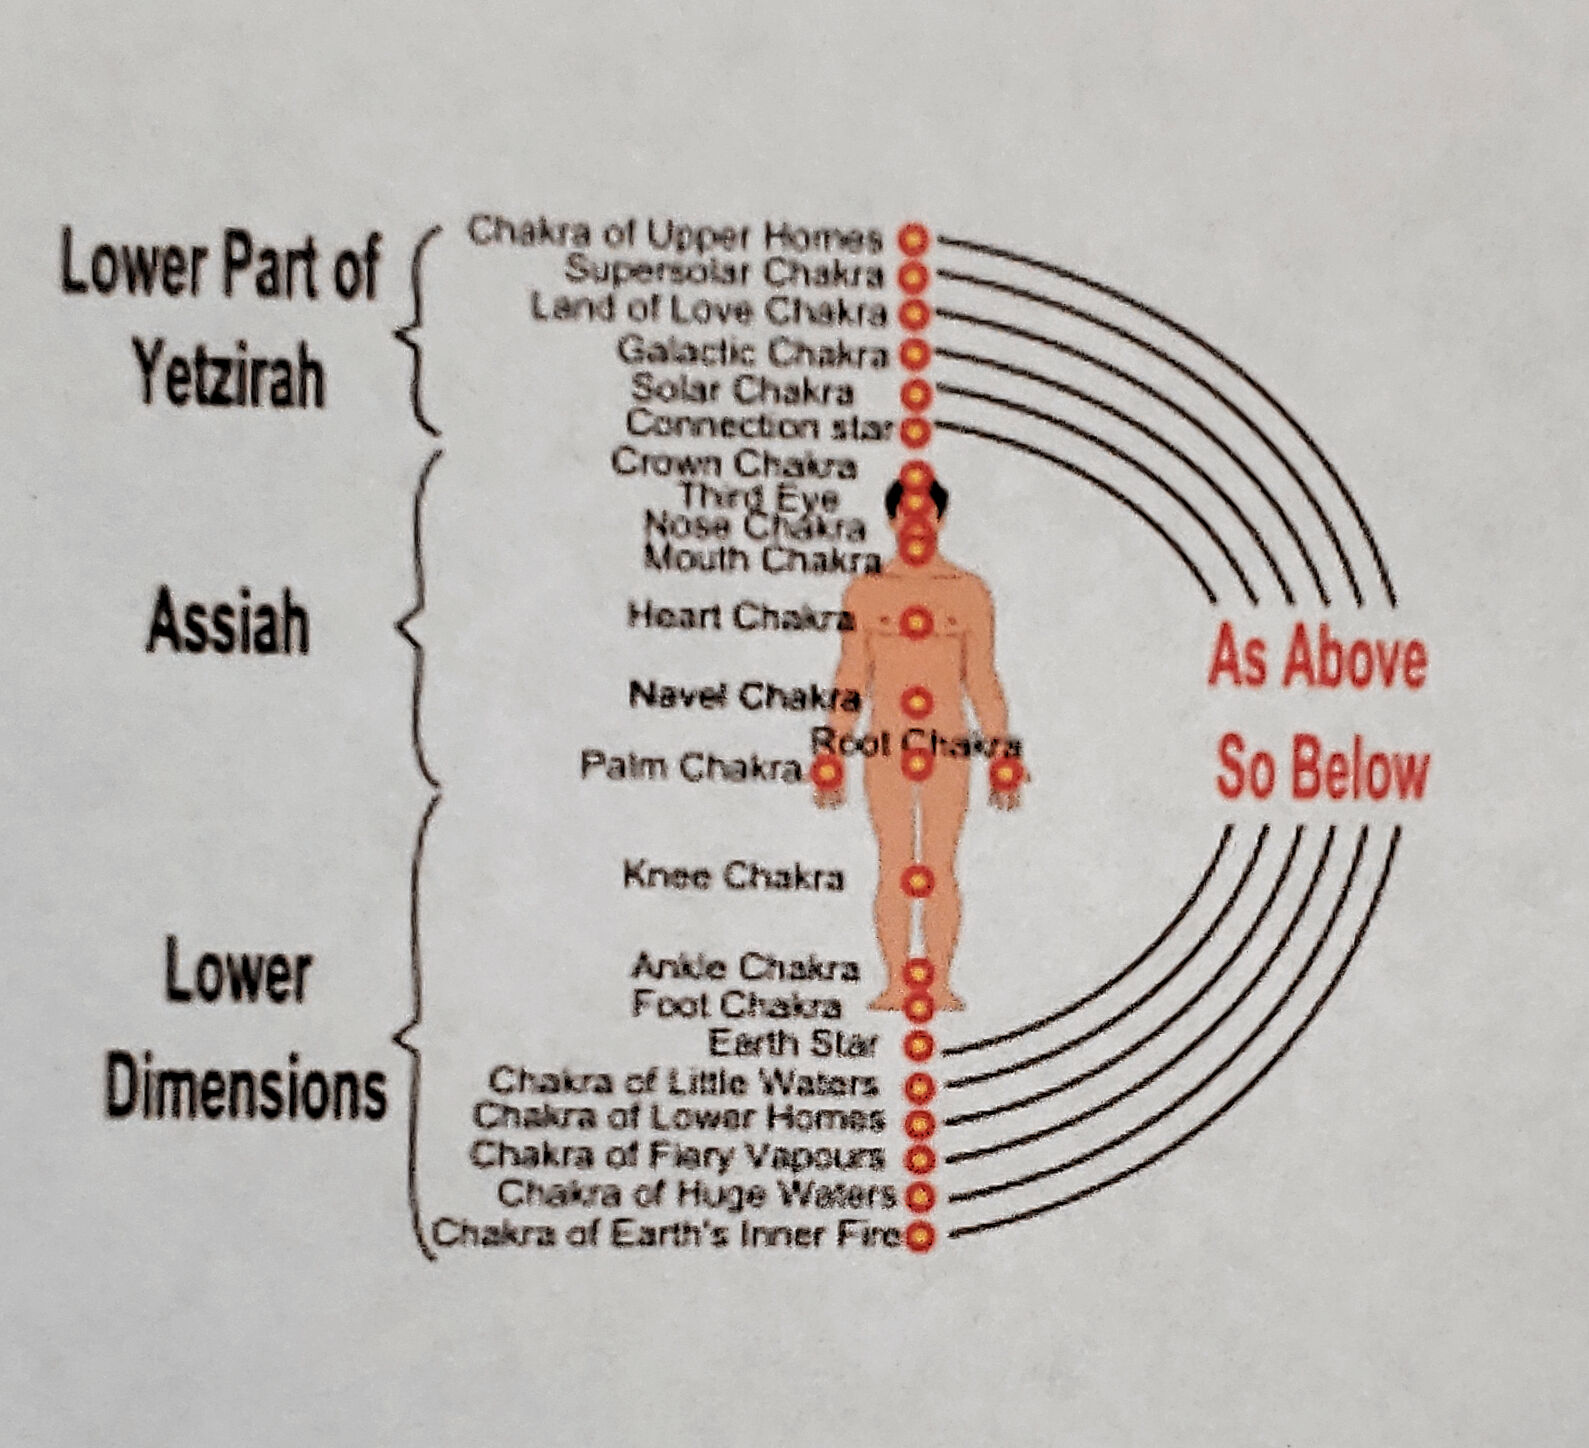 Lower Part of
Yetzirah
Assiah
Lower
Dimensions
Chakra of Upper Homes
Supersolar Chakra
Land of Love Chakra
Galactic Chakra
Solar Chakra
Connection star
Crown Chakra
Third Eye
Nose Chakra
Mouth Chakra
Heart Chakra
Navel Chakra
Root Chakra
Palm Chakra
Knee Chakra
Ankle Chakra
Foot Chakra
Earth Star
Chakra of Little Waters
Chakra of Lower Homes
Chakra of Fiery Vapours
Chakra of Huge Waters
Chakra of Earth's Inner Fire
As Above
So Below